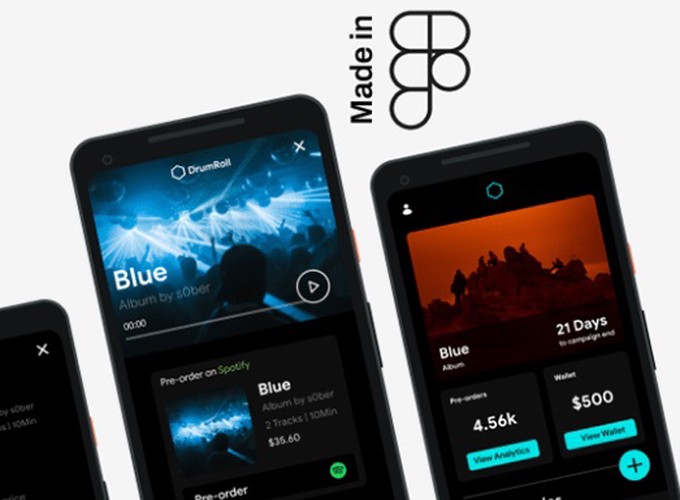 Made in
DrumRoll
Blue
Album by s0ber
00:00
Pre-order on Spotify
Blue
Album by s0ber
2 Tracks | 10Min
$35.60
Pre-order
by s0ber
s | 10Min
Blue
Album
21 Days
to campaign end
Pre-orders
4.56k
View Analytics
Wallet
$500
View Wallet